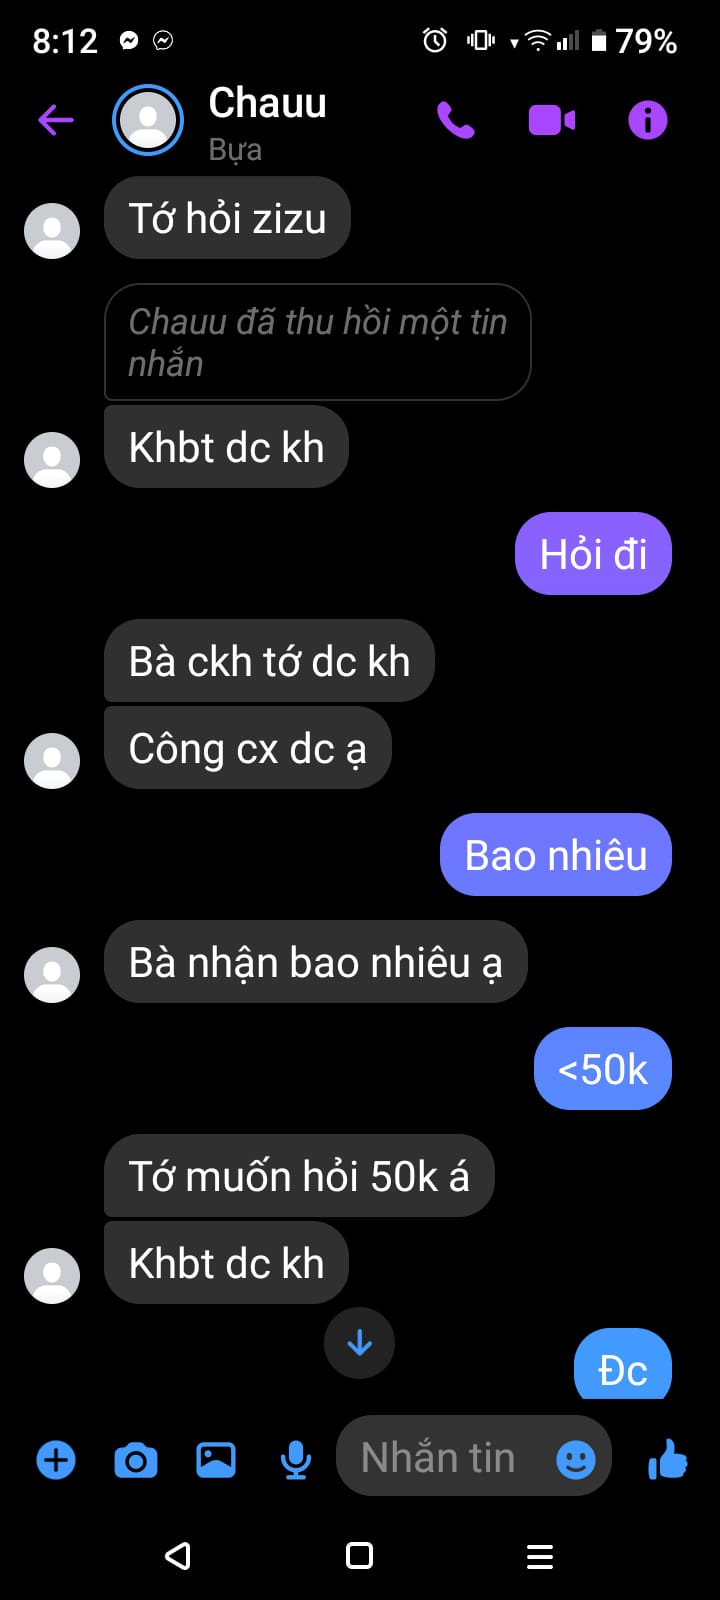 8:12
79%
Chauu
Bựa
Tớ hỏi zizu
Chauu đã thu hồi một tin
nhắn
Khbt dc kh
Hỏi đi
Bà ckh tớ dc kh
Công cx dc ạ
Bao nhiêu
Bà nhận bao nhiêu ạ
<50k
Tớ muốn hỏi 50k á
Khbt dc kh
Đc
Nhắn tin